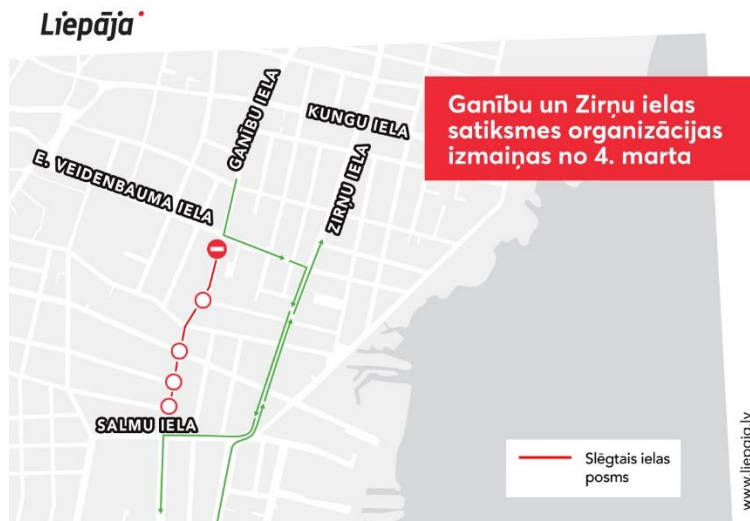 Liepāja
Ganību un Zirņu ielas
satiksmes organizācijas
izmaiņas no 4. marta
GANĪBU IELA
KUNGU IELA
E. VEIDENBAUMA IELA
ZIRŅU IELA
SALMU IELA
Slēgtais ielas
posms
www.liepaja.lv